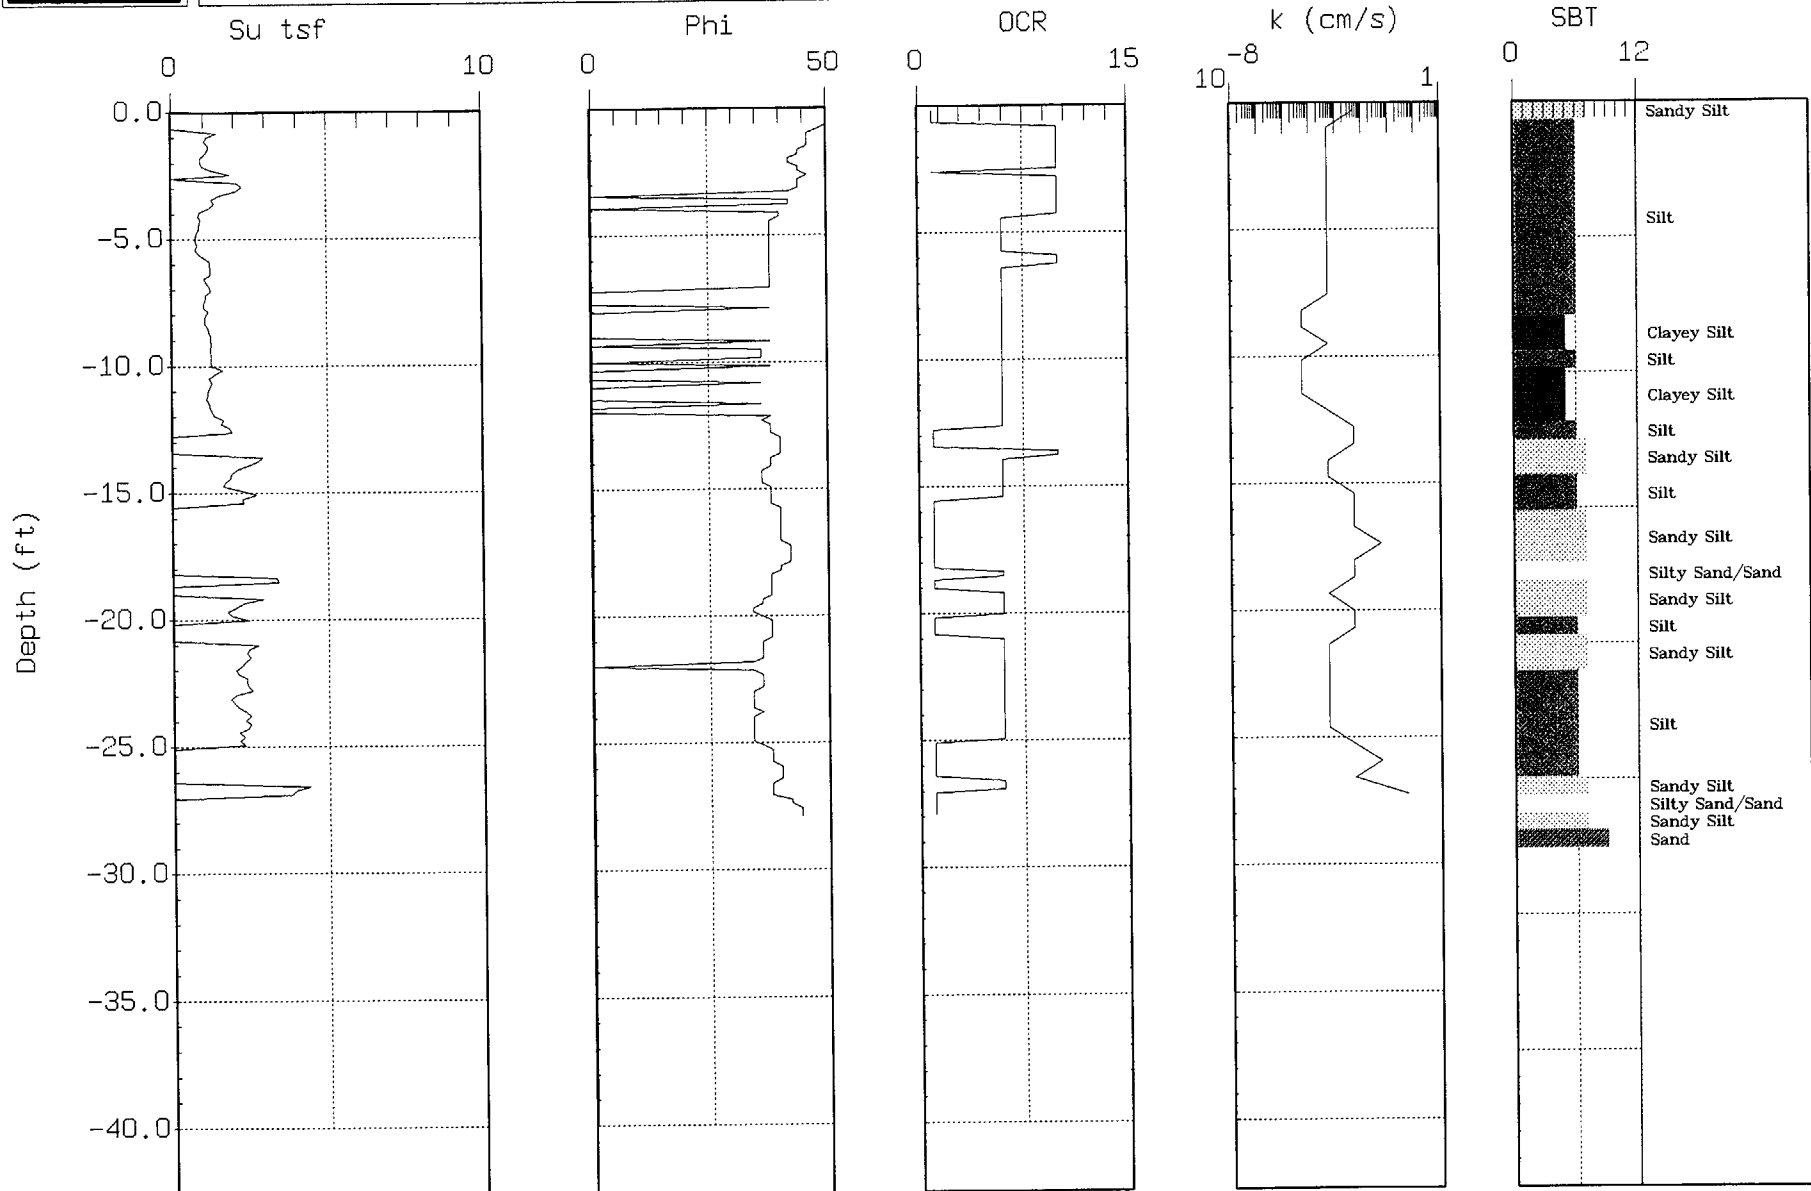 Su tsf
Phi
OCR
k (cm/s)
SBT
0 10
0 50
0 15
10 -8 1
0 12
Depth (ft)
0.0
-5.0
-10.0
-15.0
-20.0
-25.0
-30.0
-35.0
-40.0
Sandy Silt
Silt
Clayey Silt
Silt
Clayey Silt
Silt
Sandy Silt
Silt
Sandy Silt
Silty Sand/Sand
Sandy Silt
Silt
Sandy Silt
Silt
Sandy Silt
Silty Sand/Sand
Sandy Silt
Sand